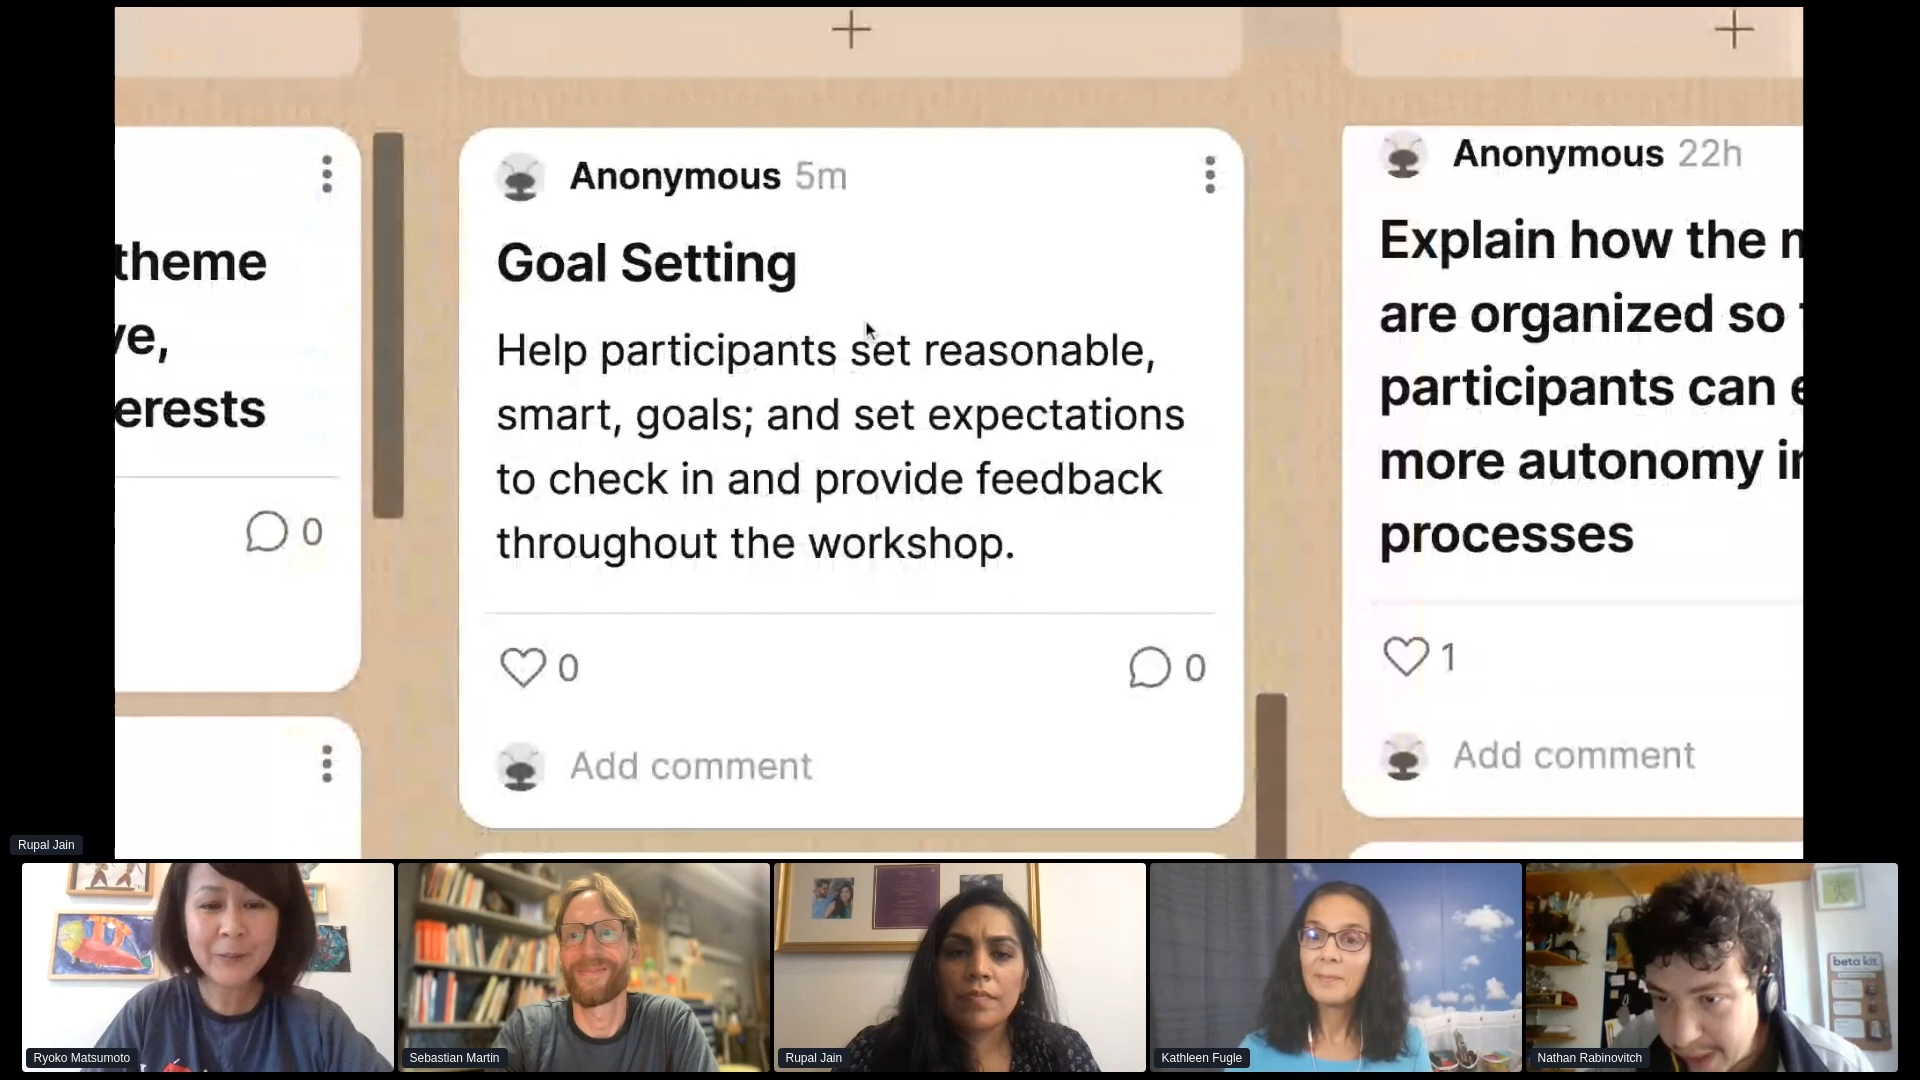 theme
ve,
erests
0
Anonymous 5m
Goal Setting
Help participants set reasonable,
smart, goals; and set expectations
to check in and provide feedback
throughout the workshop.
0
0
Add comment
Anonymous 22h
Explain how the
are organized so
participants can
more autonomy
processes
1
Add comment
Rupal Jain
beta kit
Ryoko Matsumoto
Sebastian Martin
Rupal Jain
Kathleen Fugle
Nathan Rabinovitch